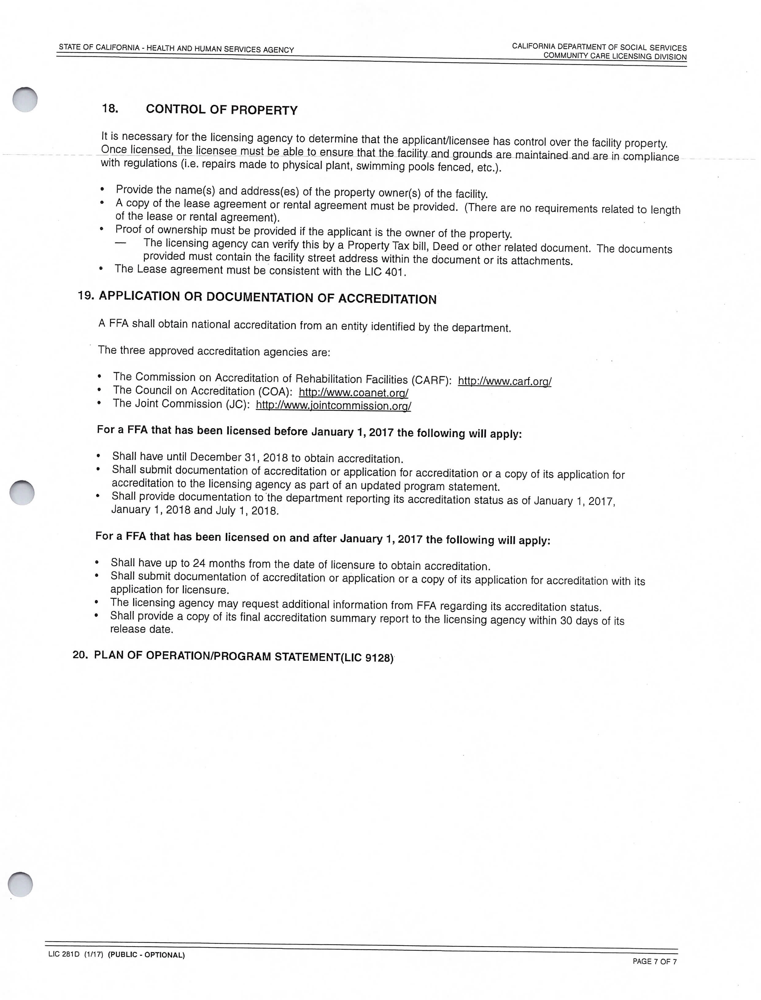 STATE OF CALIFORNIA - HEALTH AND HUMAN SERVICES AGENCY
CALIFORNIA DEPARTMENT OF SOCIAL SERVICES
COMMUNITY CARE LICENSING DIVISION
18. CONTROL OF PROPERTY
It is necessary for the licensing agency to determine that the applicant/licensee has control over the facility property.
Once licensed, the licensee must be able to ensure that the facility and grounds are maintained and are in compliance
with regulations (i.e. repairs made to physical plant, swimming pools fenced, etc.).
• Provide the name(s) and address(es) of the property owner(s) of the facility.
• A copy of the lease agreement or rental agreement must be provided. (There are no requirements related to length
of the lease or rental agreement).
• Proof of ownership must be provided if the applicant is the owner of the property.
— The licensing agency can verify this by a Property Tax bill, Deed or other related document. The documents
provided must contain the facility street address within the document or its attachments.
• The Lease agreement must be consistent with the LIC 401.
19. APPLICATION OR DOCUMENTATION OF ACCREDITATION
A FFA shall obtain national accreditation from an entity identified by the department.
The three approved accreditation agencies are:
• The Commission on Accreditation of Rehabilitation Facilities (CARF): http://www.carf.org/
• The Council on Accreditation (COA): http://www.coanet.org/
• The Joint Commission (JC): http://www.jointcommission.org/
For a FFA that has been licensed before January 1, 2017 the following will apply:
• Shall have until December 31, 2018 to obtain accreditation.
• Shall submit documentation of accreditation or application for accreditation or a copy of its application for
accreditation to the licensing agency as part of an updated program statement.
• Shall provide documentation to the department reporting its accreditation status as of January 1, 2017,
January 1, 2018 and July 1, 2018.
For a FFA that has been licensed on and after January 1, 2017 the following will apply:
• Shall have up to 24 months from the date of licensure to obtain accreditation.
• Shall submit documentation of accreditation or application or a copy of its application for accreditation with its
application for licensure.
• The licensing agency may request additional information from FFA regarding its accreditation status.
• Shall provide a copy of its final accreditation summary report to the licensing agency within 30 days of its
release date.
20. PLAN OF OPERATION/PROGRAM STATEMENT(LIC 9128)
LIC 281D (1/17) (PUBLIC - OPTIONAL)
PAGE 7 OF 7